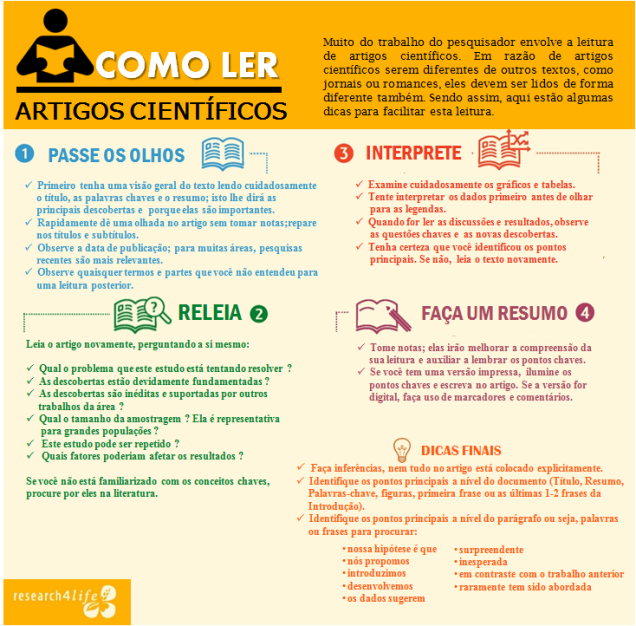 COMO LER
ARTIGOS CIENTÍFICOS
Muito do trabalho do pesquisador envolve a leitura
de artigos científicos. Em razão de artigos
científicos serem diferentes de outros textos, como
jornais ou romances, eles devem ser lidos de forma
diferente também. Sendo assim, aqui estão algumas
dicas para facilitar esta leitura.
1 PASSE OS OLHOS
✓ Primeiro tenha uma visão geral do texto lendo cuidadosamente
o título, as palavras chaves e o resumo; isto lhe dirá as
principais descobertas e porque elas são importantes.
✓ Rapidamente dê uma olhada no artigo sem tomar notas;repare
nos títulos e subtítulos.
✓ Observe a data de publicação; para muitas áreas, pesquisas
recentes são mais relevantes.
✓ Observe quaisquer termos e partes que você não entendeu para
uma leitura posterior.
RELEIA 2
Leia o artigo novamente, perguntando a si mesmo:
✓ Qual o problema que este estudo está tentando resolver ?
✓ As descobertas estão devidamente fundamentadas ?
✓ As descobertas são inéditas e suportadas por outros
trabalhos da área ?
✓ Qual o tamanho da amostragem ? Ela é representativa
para grandes populações ?
✓ Este estudo pode ser repetido ?
✓ Quais fatores poderiam afetar os resultados ?
Se você não está familiarizado com os conceitos chaves,
procure por eles na literatura.
3 INTERPRETE
✓ Examine cuidadosamente os gráficos e tabelas.
✓ Tente interpretar os dados primeiro antes de olhar
para as legendas.
✓ Quando for ler as discussões e resultados, observe
as questões chaves e as novas descobertas.
✓ Tenha certeza que você identificou os pontos
principais. Se não, leia o texto novamente.
FAÇA UM RESUMO 4
✓ Tome notas; elas irão melhorar a compreensão da
sua leitura e auxiliar a lembrar os pontos chaves.
✓ Se você tem uma versão impressa, ilumine os
pontos chaves e escreva no artigo. Se a versão for
digital, faça uso de marcadores e comentários.
DICAS FINAIS
✓ Faça inferências, nem tudo no artigo está colocado explicitamente.
✓ Identifique os pontos principais a nível do documento (Título, Resumo,
Palavras-chave, figuras, primeira frase ou as últimas 1-2 frases da
Introdução).
✓ Identifique os pontos principais a nível do parágrafo ou seja, palavras
ou frases para procurar:
• nossa hipótese é que
• nós propomos
• introduzimos
• desenvolvemos
• os dados sugerem
• surpreendente
• inesperada
• em contraste com o trabalho anterior
• raramente tem sido abordada
research4life